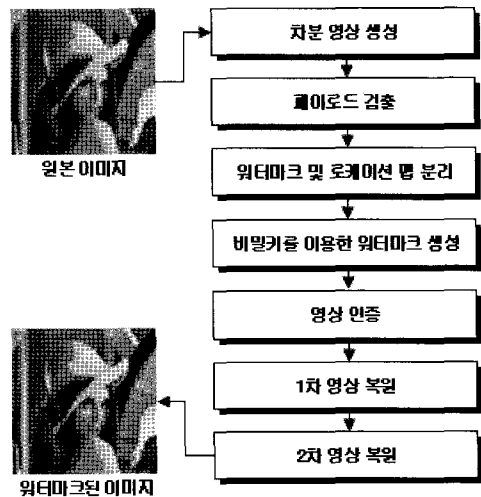 차분 영상 생성
페이로드 검출
원본 이미지
워터마크 및 로케이션 맵 분리
비밀키를 이용한 워터마크 생성
영상 인증
1차 영상 복원
2차 영상 복원
워터마크된 이미지